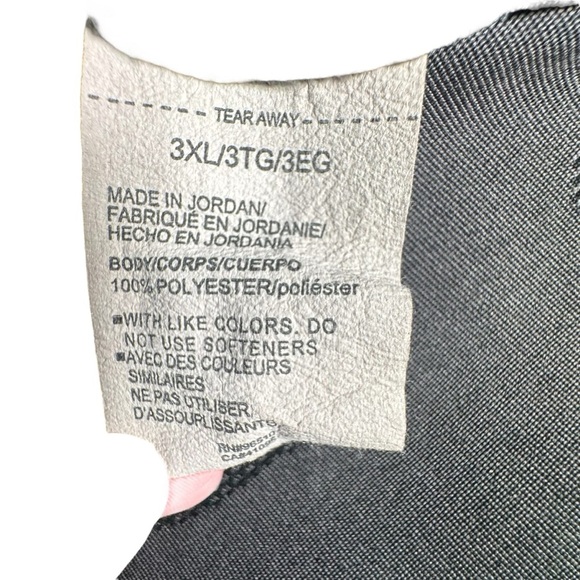 TEAR AWAY
3XL/3TG/3EG
MADE IN JORDAN/
FABRIQUÉ EN JORDANIE/
HECHO EN JORDANIA
BODY/CORPS/CUERPO
100% POLYESTER/poliéster
▪WITH LIKE COLORS. DO
NOT USE SOFTENERS
▪AVEC DES COULEURS
SIMILAIRES
NE PAS UTILISER
D'ASSOUPLISSANTS